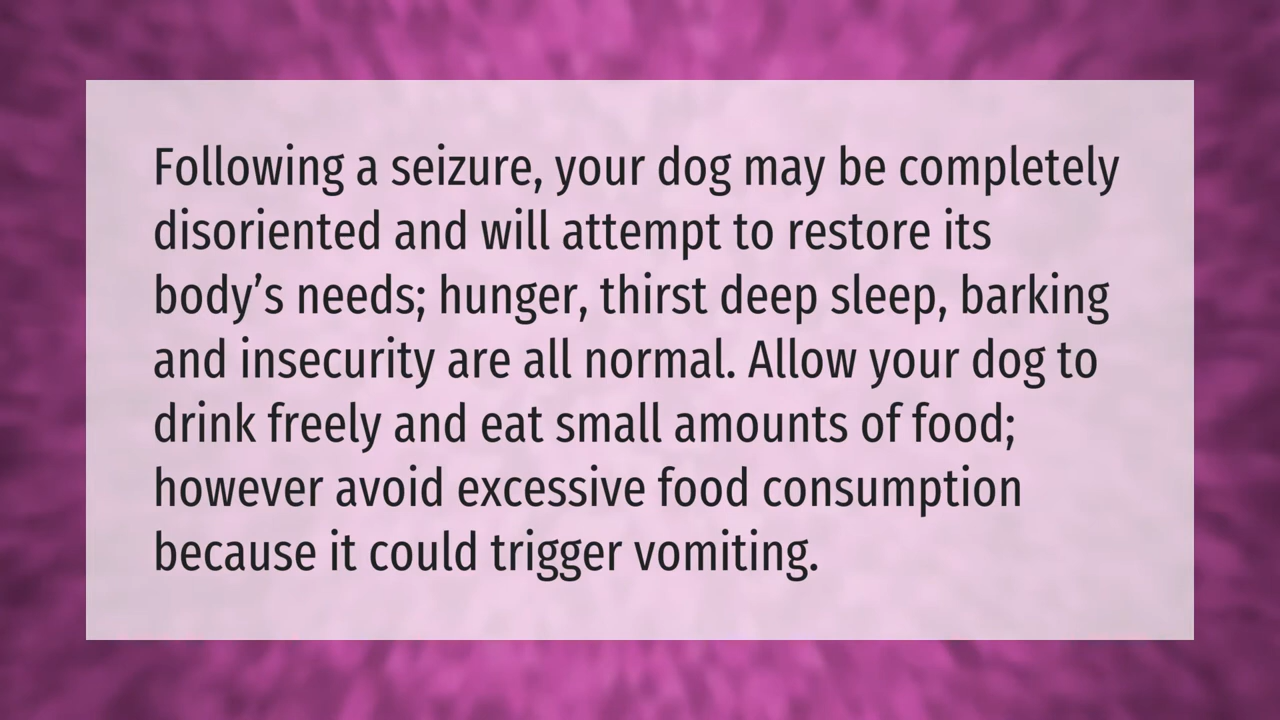 Following a seizure, your dog may be completely
disoriented and will attempt to restore its
body’s needs; hunger, thirst deep sleep, barking
and insecurity are all normal. Allow your dog to
drink freely and eat small amounts of food;
however avoid excessive food consumption
because it could trigger vomiting.